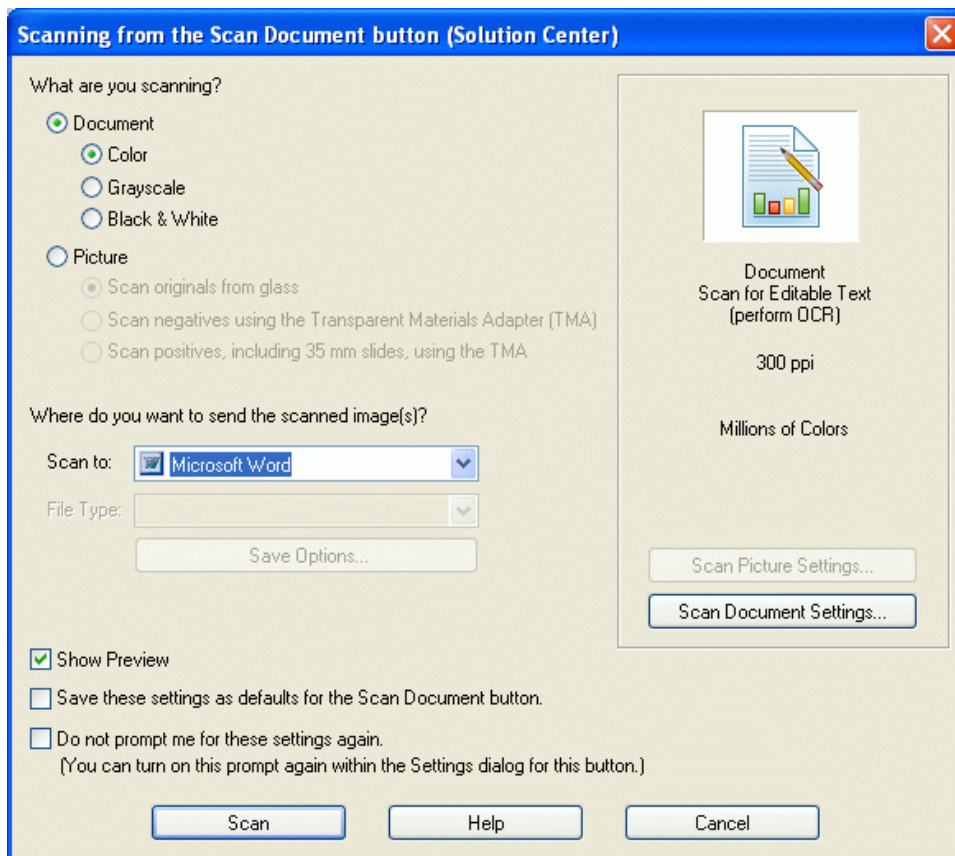 Scanning from the Scan Document button (Solution Center)
What are you scanning?
Document
Color
Grayscale
Black & White
Picture
Scan originals from glass
Scan negatives using the Transparent Materials Adapter (TMA)
Scan positives, including 35 mm slides, using the TMA
Where do you want to send the scanned image(s)?
Scan to: Microsoft Word
File Type:
Save Options...
Document
Scan for Editable Text
(perform OCR)
300 ppi
Millions of Colors
Scan Picture Settings...
Scan Document Settings...
Show Preview
Save these settings as defaults for the Scan Document button.
Do not prompt me for these settings again.
(You can turn on this prompt again within the Settings dialog for this button.)
Scan Help Cancel